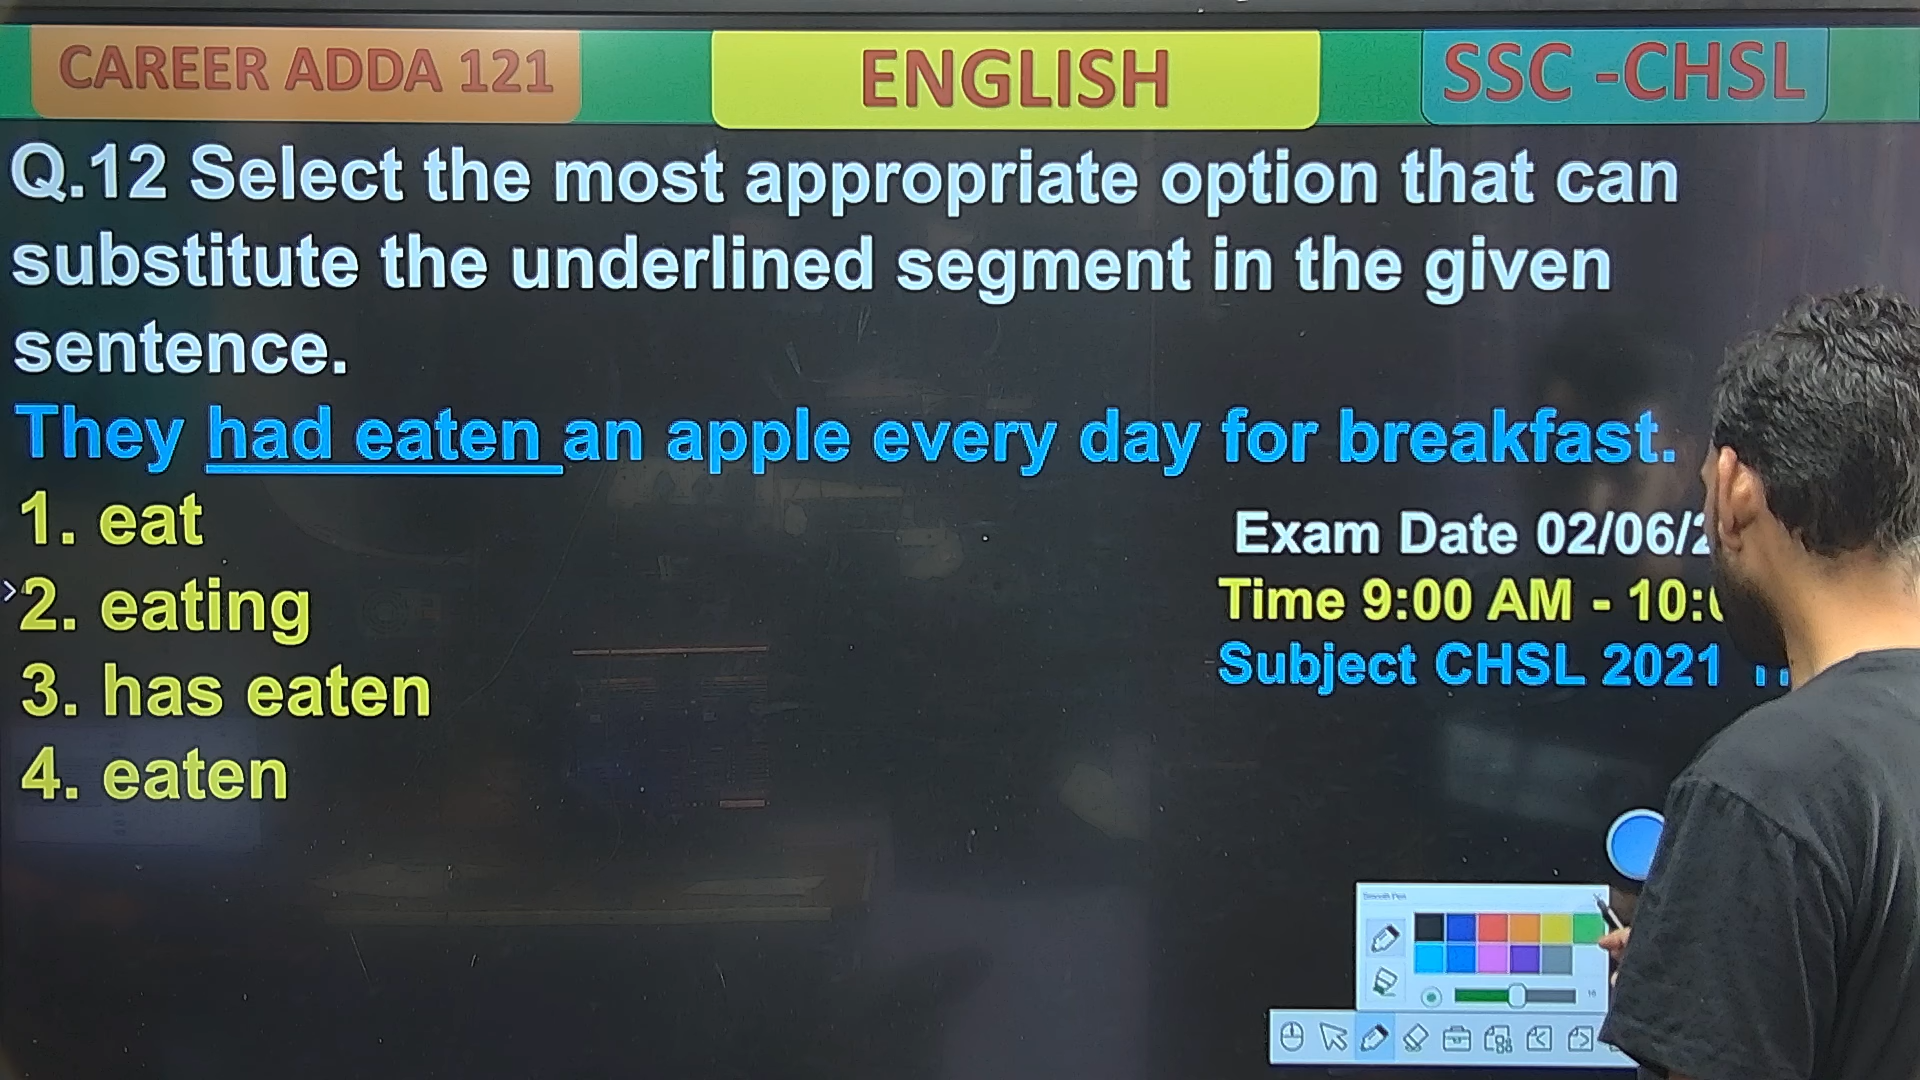 CAREER ADDA 121
ENGLISH
SSC -CHSL
Q.12 Select the most appropriate option that can
substitute the underlined segment in the given
sentence.
They had eaten an apple every day for breakfast.
1. eat
2. eating
3. has eaten
4. eaten
Exam Date 02/06/2
Time 9:00 AM - 10:
Subject CHSL 2021
Smooth Pen